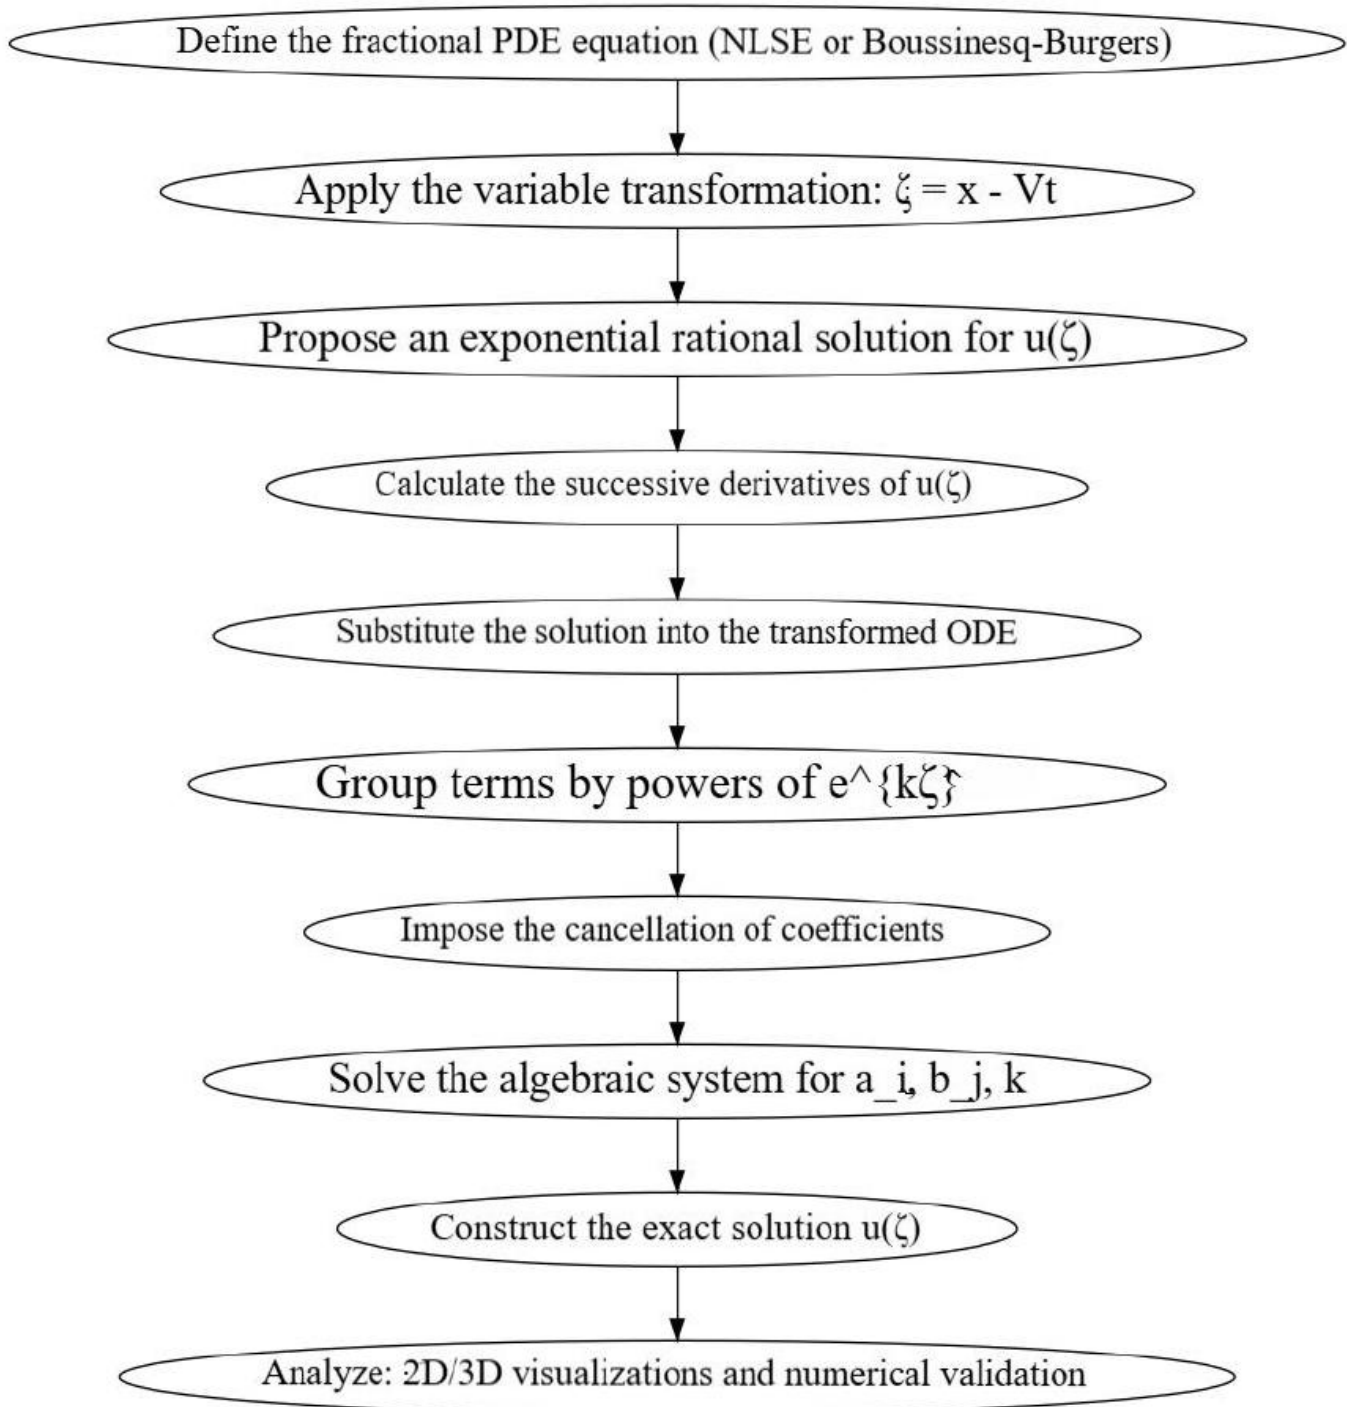 Define the fractional PDE equation (NLSE or Boussinesq-Burgers)
Apply the variable transformation: ζ = x - Vt
Propose an exponential rational solution for u(ζ)
Calculate the successive derivatives of u(ζ)
Substitute the solution into the transformed ODE
Group terms by powers of e^{kζ}
Impose the cancellation of coefficients
Solve the algebraic system for a_i, b_j, k
Construct the exact solution u(ζ)
Analyze: 2D/3D visualizations and numerical validation